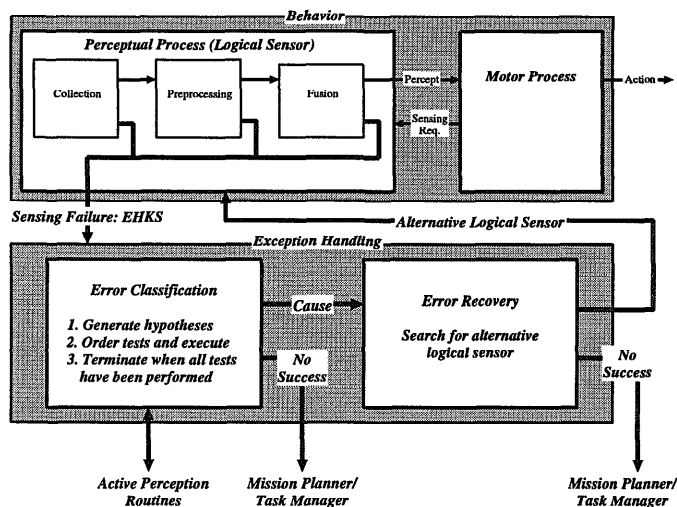 Behavior
Perceptual Process (Logical Sensor)
Collection
Preprocessing
Fusion
Percept
Sensing
Req.
Motor Process
Action
Sensing Failure: EHKS
Alternative Logical Sensor
Exception Handling
Error Classification
1. Generate hypotheses
2. Order tests and execute
3. Terminate when all tests
have been performed
Cause
No
Success
Error Recovery
Search for alternative
logical sensor
No
Success
Active Perception
Routines
Mission Planner/
Task Manager
Mission Planner/
Task Manager